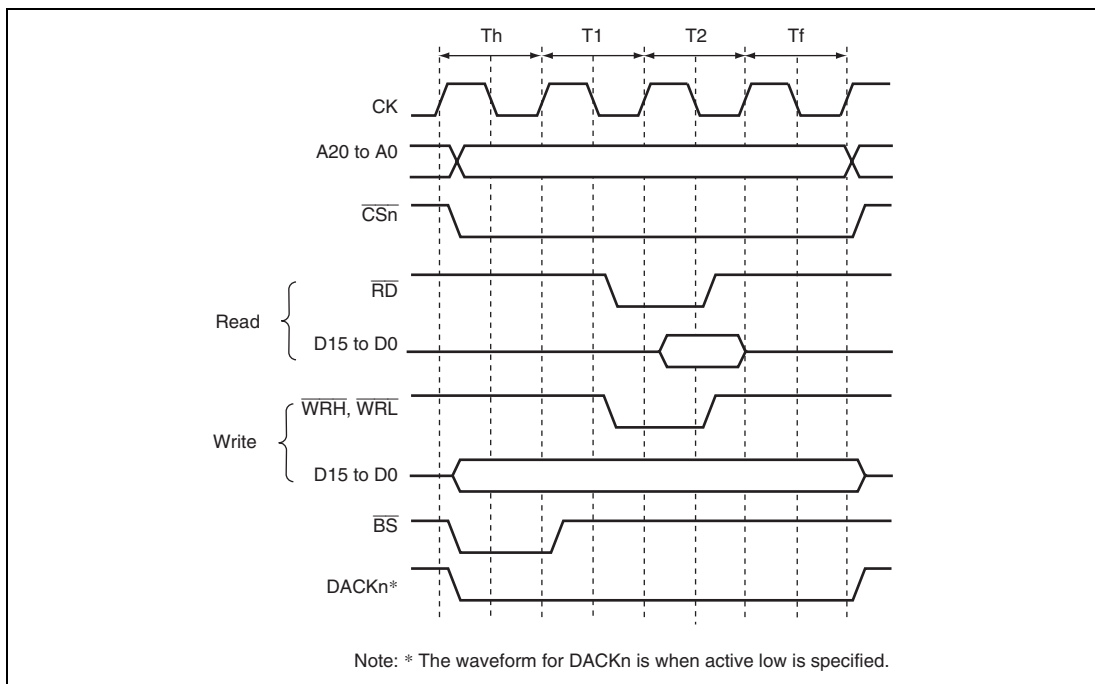 Th T1 T2 Tf
CK
A20 to A0
CSn
RD
Read
D15 to D0
WRH, WRL
Write
D15 to D0
BS
DACKn*
Note: * The waveform for DACKn is when active low is specified.